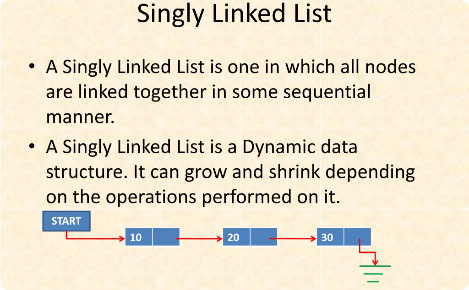 Singly Linked List
• A Singly Linked List is one in which all nodes
are linked together in some sequential
manner.
• A Singly Linked List is a Dynamic data
structure. It can grow and shrink depending
on the operations performed on it.
START
10 20 30